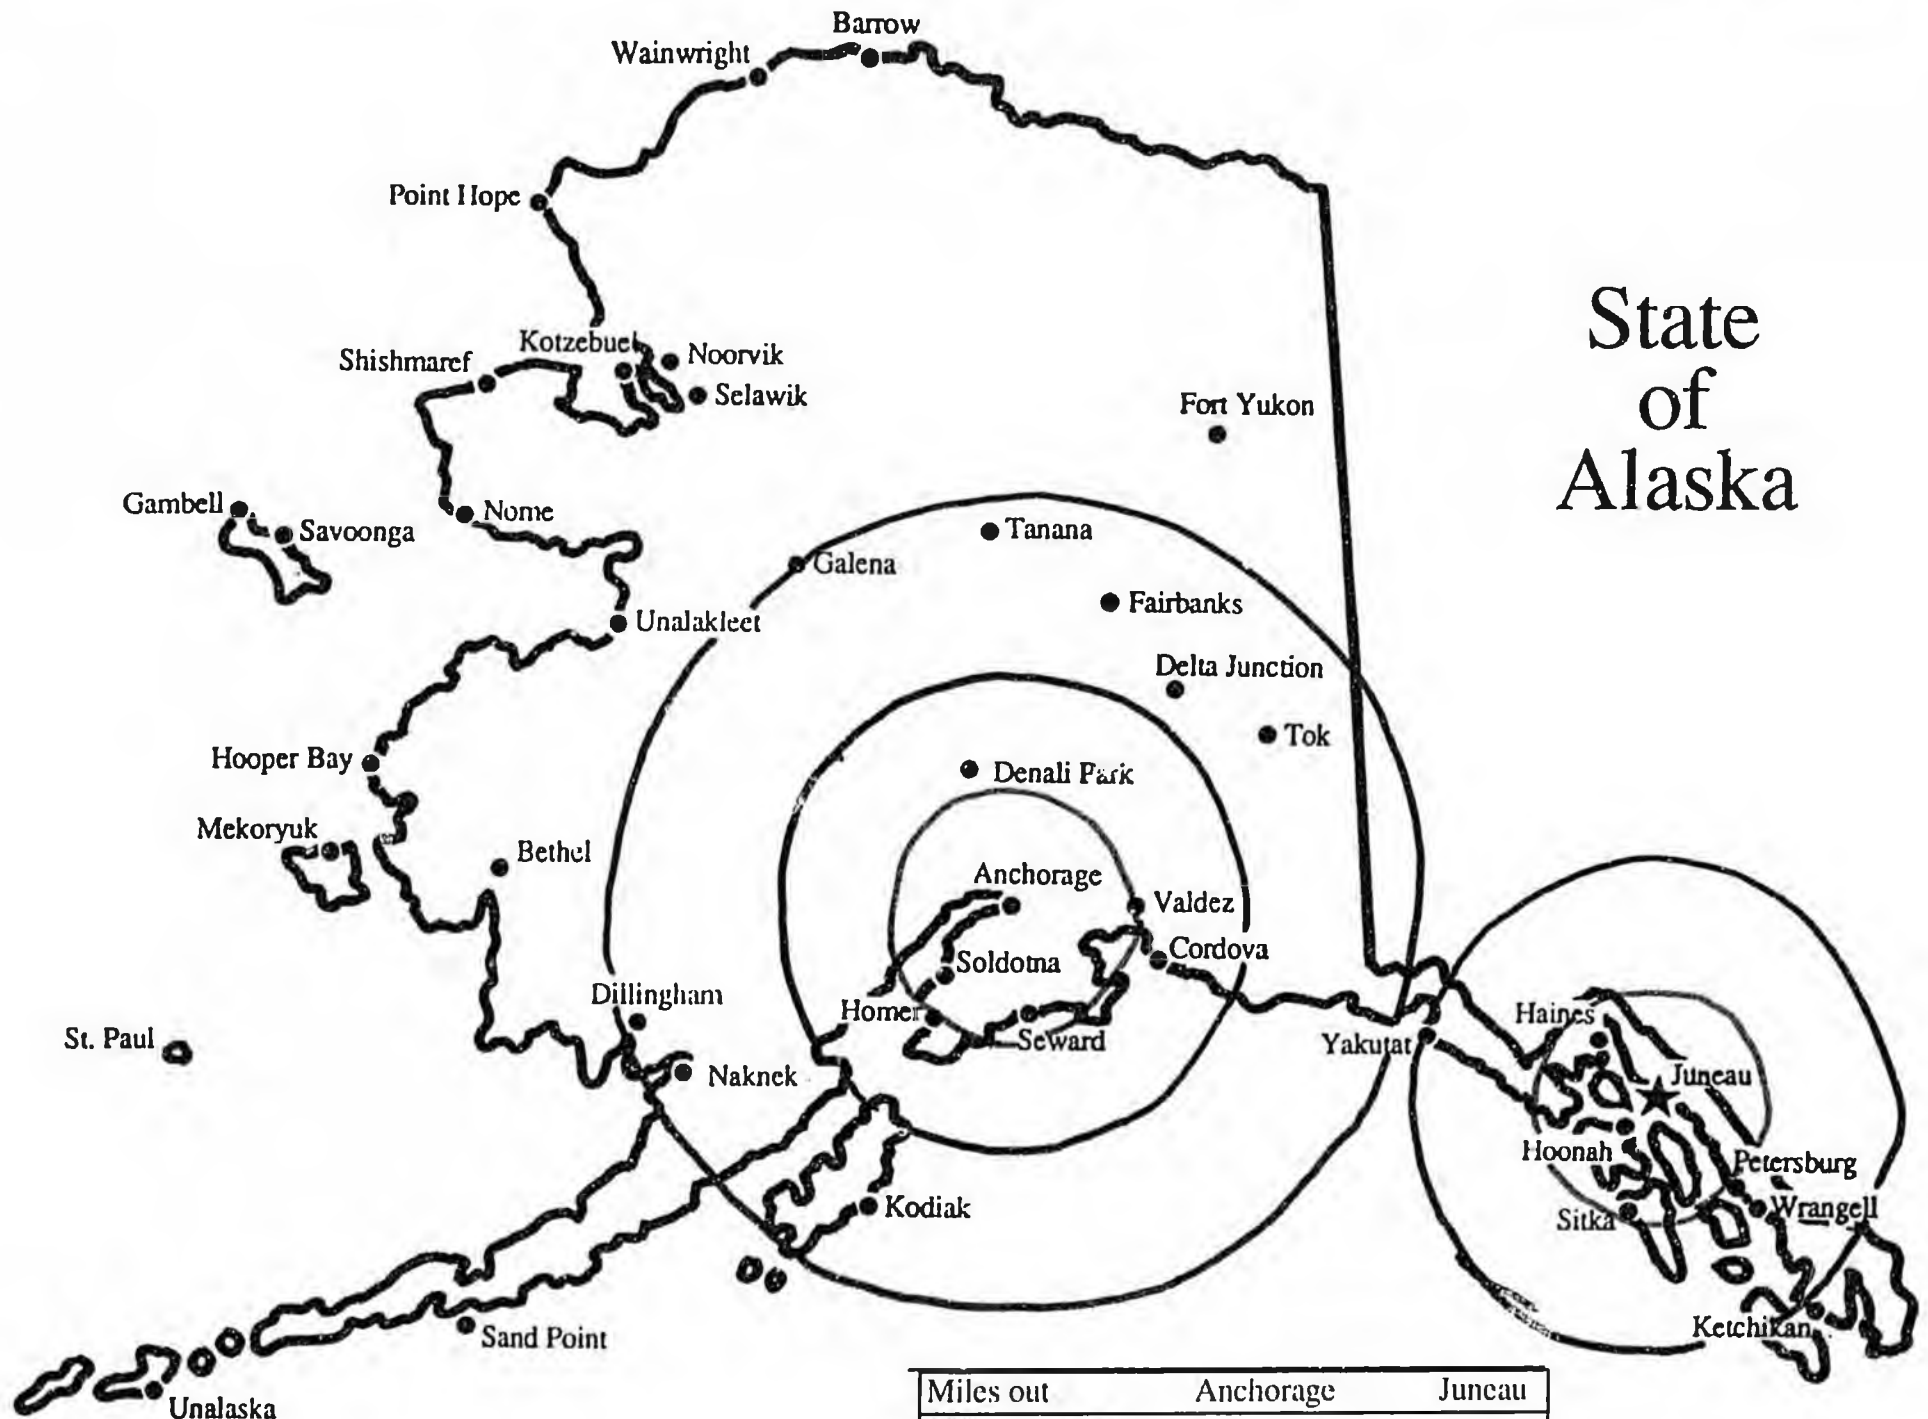 Barrow
Wainwright
Point Hope
State
of
Alaska
Kotzebue
Noorvik
Shishmaref
Selawik
Fort Yukon
Gambell
Nome
Savoonga
Tanana
Galena
Fairbanks
Unalakleet
Delta Junction
Tok
Hooper Bay
Denali Park
Mekoryuk
Bethel
Anchorage
Valdez
Cordova
Soldotna
Dillingham
Homer
Haines
St. Paul
Seward
Yakutat
Naknek
Juneau
Hoonah
Petersburg
Kodiak
Wrangell
Sitka
Ketchikan
Sand Point
Unalaska
Miles out Anchorage Juneau